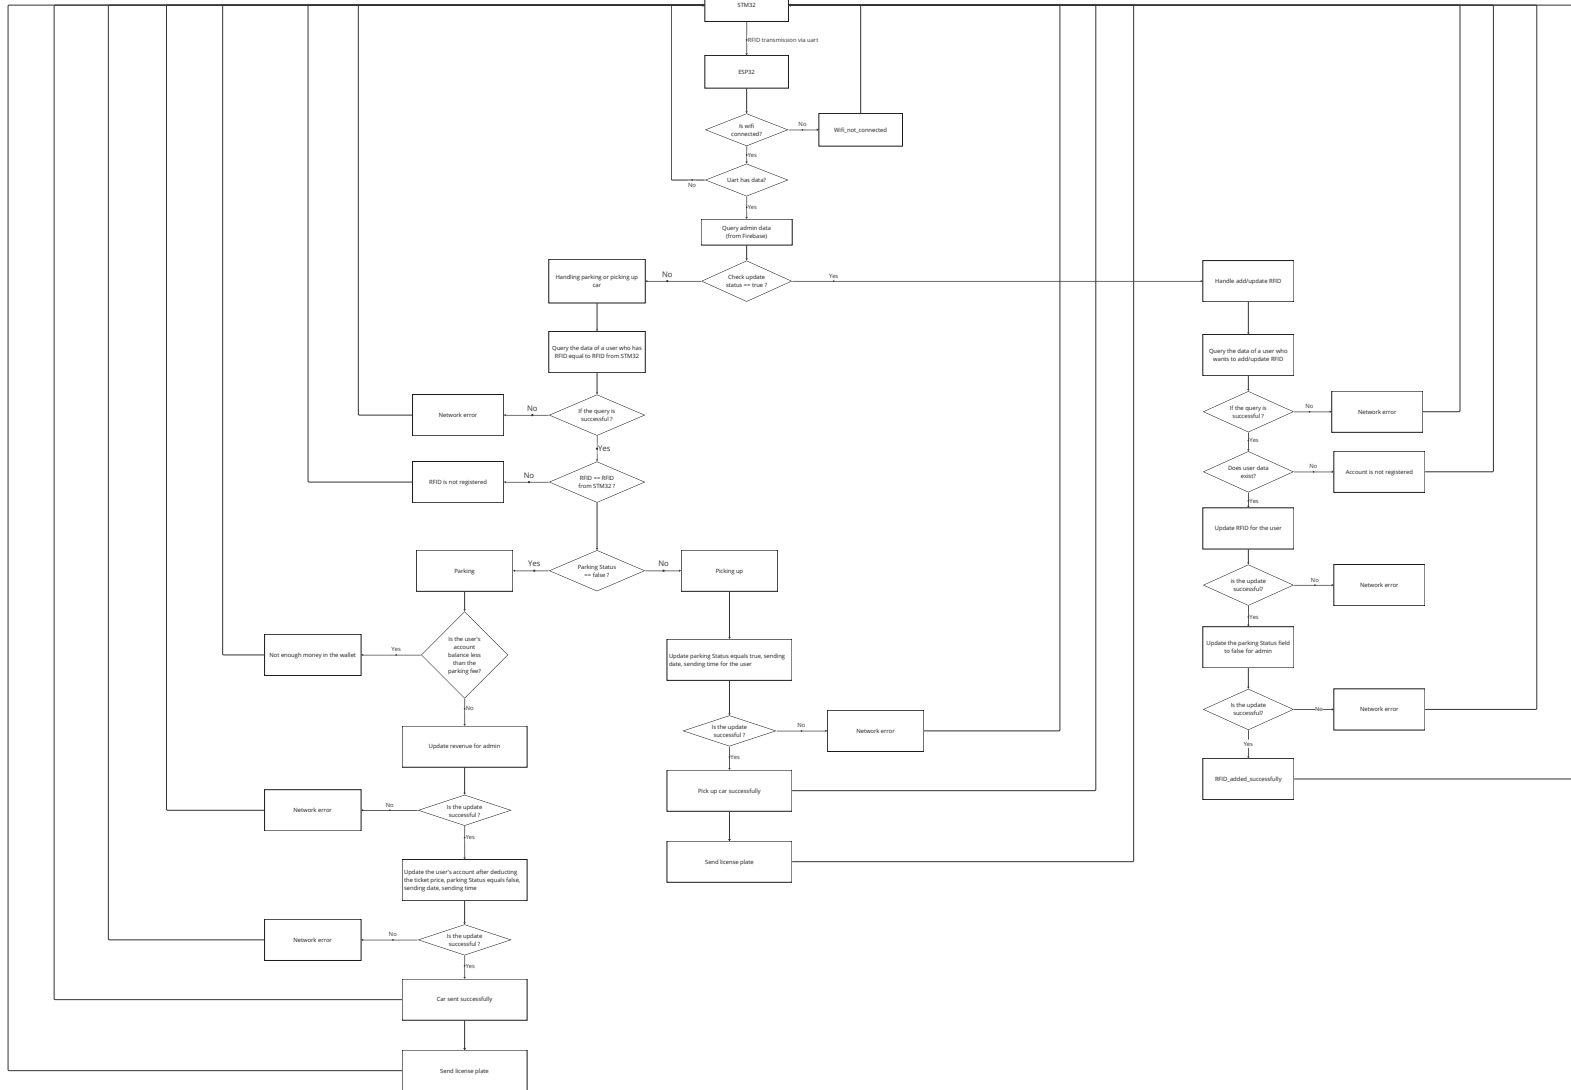 STM32
RFID transmission via uart
ESP32
Is wifi
connected?
No
Wifi_not_connected
Yes
Uart has data?
No
Yes
Query admin data
(from Firebase)
Handling parking or picking up
car
No
Check update
status == true ?
Yes
Handle add/update RFID
Query the data of a user who has
RFID equal to RFID from STM32
Query the data of a user who
wants to add/update RFID
Network error
No
If the query is
successful ?
If the query is
successful ?
No
Network error
Yes
Yes
RFID is not registered
No
RFID == RFID
from STM32 ?
Does user data
exist?
No
Account is not registered
Yes
Update RFID for the user
Parking
Yes
Parking Status
== false ?
No
Picking up
is the update
successful?
No
Network error
Yes
Not enough money in the wallet
Yes
Is the user's
account
balance less
than the
parking fee?
Update parking Status equals true, sending
date, sending time for the user
Update the parking Status field
to false for admin
No
Is the update
successful?
No
Network error
Update revenue for admin
Is the update
successful ?
No
Network error
Yes
Yes
Pick up car successfully
RFID_added_successfully
Network error
No
Is the update
successful ?
Yes
Send license plate
Update the user's account after deducting
the ticket price, parking Status equals false,
sending date, sending time
Network error
No
Is the update
successful ?
Yes
Car sent successfully
Send license plate